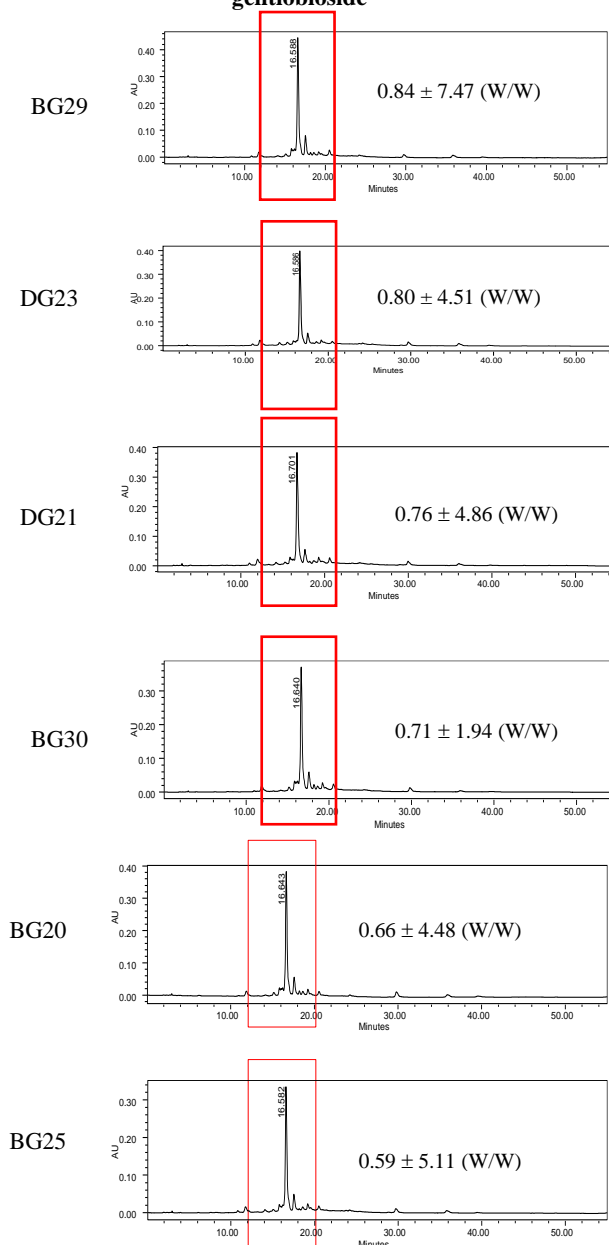 gentiobioside
BG29
AU
0.40
0.30
0.20
0.10
0.00
16.588
0.84 ± 7.47 (W/W)
10.00 20.00 30.00 40.00 50.00
Minutes
DG23
AU
0.40
0.30
0.20
0.10
0.00
16.586
0.80 ± 4.51 (W/W)
10.00 20.00 30.00 40.00 50.00
Minutes
DG21
AU
0.40
0.30
0.20
0.10
0.00
16.701
0.76 ± 4.86 (W/W)
10.00 20.00 30.00 40.00 50.00
Minutes
BG30
AU
0.30
0.20
0.10
0.00
16.640
0.71 ± 1.94 (W/W)
10.00 20.00 30.00 40.00 50.00
Minutes
BG20
AU
0.40
0.30
0.20
0.10
0.00
16.643
0.66 ± 4.48 (W/W)
10.00 20.00 30.00 40.00 50.00
Minutes
BG25
AU
0.30
0.20
0.10
0.00
16.582
0.59 ± 5.11 (W/W)
10.00 20.00 30.00 40.00 50.00
Minutes